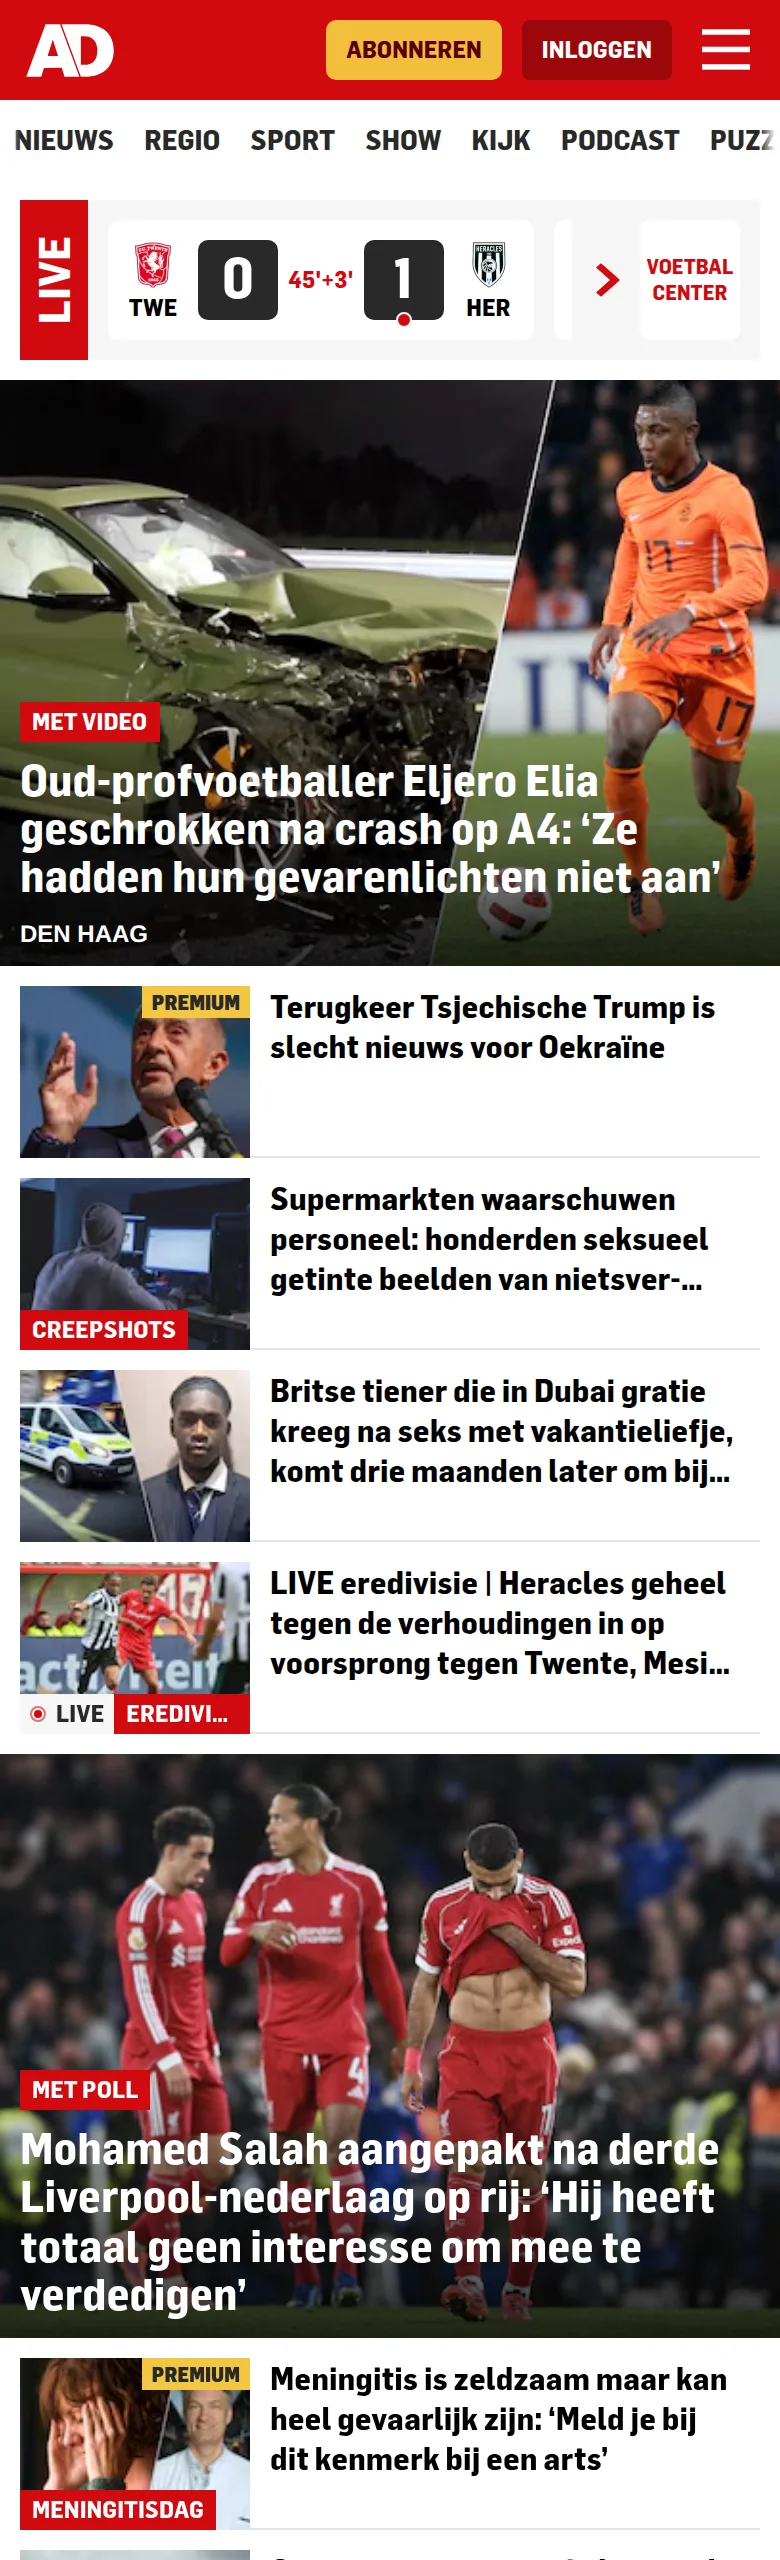 AD
ABONNEREN
INLOGGEN
NIEUWS REGIO SPORT SHOW KIJK PODCAST PUZZ
LIVE
TWE
0
45'+3'
1
HERACLES
HER
VOETBAL
CENTER
17
17
MET VIDEO
Oud-profvoetballer Eljero Elia
geschrokken na crash op A4: ‘Ze
hadden hun gevarenlichten niet aan’
DEN HAAG
PREMIUM
Terugkeer Tsjechische Trump is
slecht nieuws voor Oekraïne
Supermarkten waarschuwen
personeel: honderden seksueel
getinte beelden van nietsver-...
CREEPSHOTS
Britse tiener die in Dubai gratie
kreeg na seks met vakantieliefje,
komt drie maanden later om bij...
LIVE eredivisie | Heracles geheel
tegen de verhoudingen in op
voorsprong tegen Twente, Mesi...
LIVE
EREDIVI...
4
MET POLL
Mohamed Salah aangepakt na derde
Liverpool-nederlaag op rij: ‘Hij heeft
totaal geen interesse om mee te
verdedigen’
PREMIUM
Meningitis is zeldzaam maar kan
heel gevaarlijk zijn: ‘Meld je bij
dit kenmerk bij een arts’
MENINGITISDAG